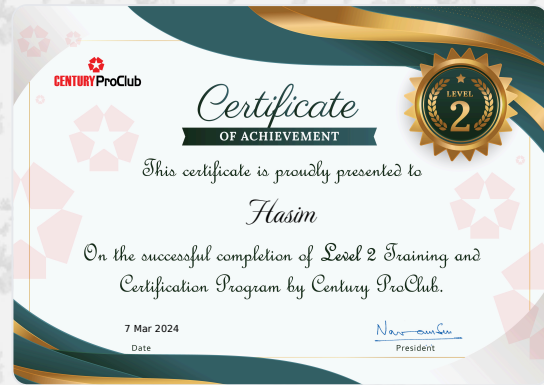 CENTURY ProClub
Certificate
OF ACHIEVEMENT
LEVEL
2
This certificate is proudly presented to
Hasim
On the successful completion of Level 2 Training and
Certification Program by Century ProClub.
7 Mar 2024
Date
President